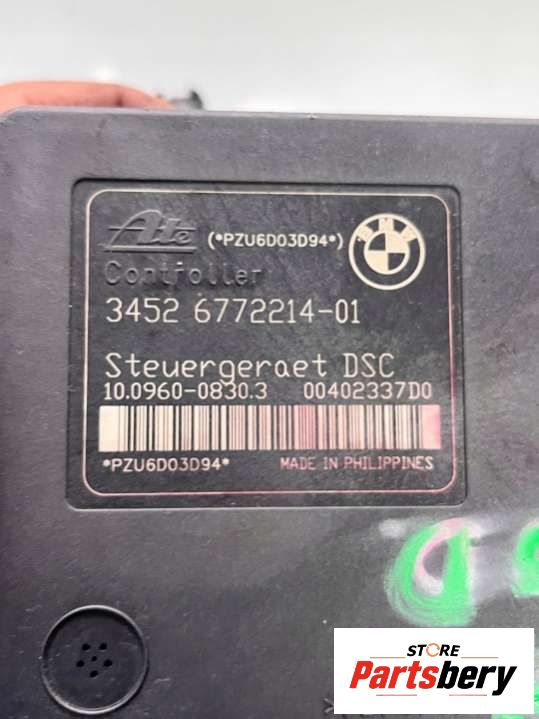 Ate (*PZU6D03D94*) BMW
Controller
3452 6772214-01
Steuergeraet DSC
10.0960-0830.3 00402337D0
*PZU6D03D94* MADE IN PHILIPPINES
STORE
Partsbery